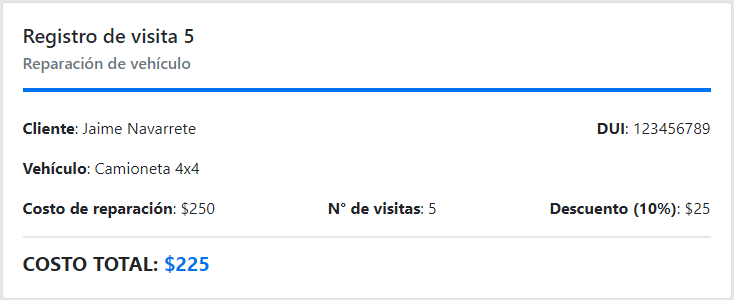 Registro de visita 5
Reparación de vehículo
Cliente: Jaime Navarrete DUI: 123456789
Vehículo: Camioneta 4x4
Costo de reparación: $250 N° de visitas: 5 Descuento (10%): $25
COSTO TOTAL: $225